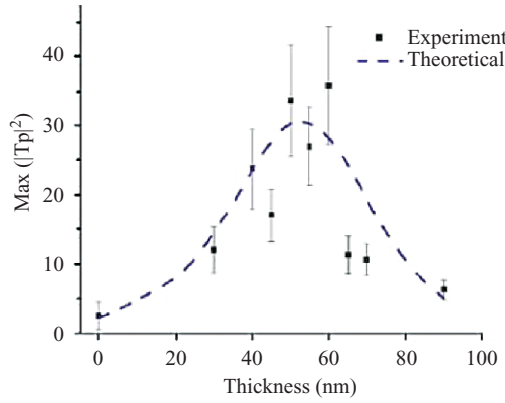 Experiment
Theoretical
Max (|Tp|²)
40
30
20
10
0
0 20 40 60 80 100
Thickness (nm)